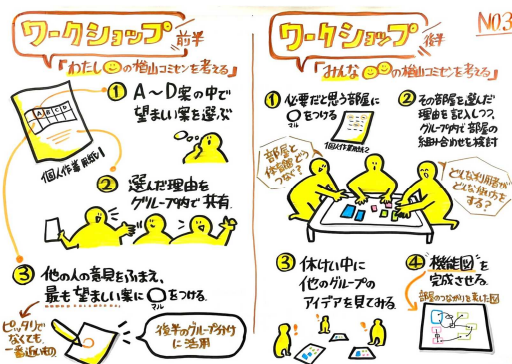 ワークショップ 前半
「わたし の桧山コミセンを考える」
① A〜D案の中で
望ましい案を選ぶ
A B C D
個人作業用紙1
② 選んだ理由を
グループ内で共有
③ 他の人の意見をふまえ、
最も望ましい案に○をつける。
マル
ピッタリで
なくても
一番近いもの
後半のグループ分け
に活用
NO3
ワークショップ 後半
「みんな の桧山コミセンを考える」
① 必要だと思う部屋に
○をつける
マル
個人作業用紙2
② その部屋を選んだ
理由を記入しつつ、
グループ内で部屋の
組み合わせを検討
部屋と
体育館どう
つなぐ?
どんな利用者が
どんな使い方を
する?
③ 休けい中に
他のグループの
アイデアを見てみる
④ "機能図"を
完成させる。
部屋のつながりを表した図